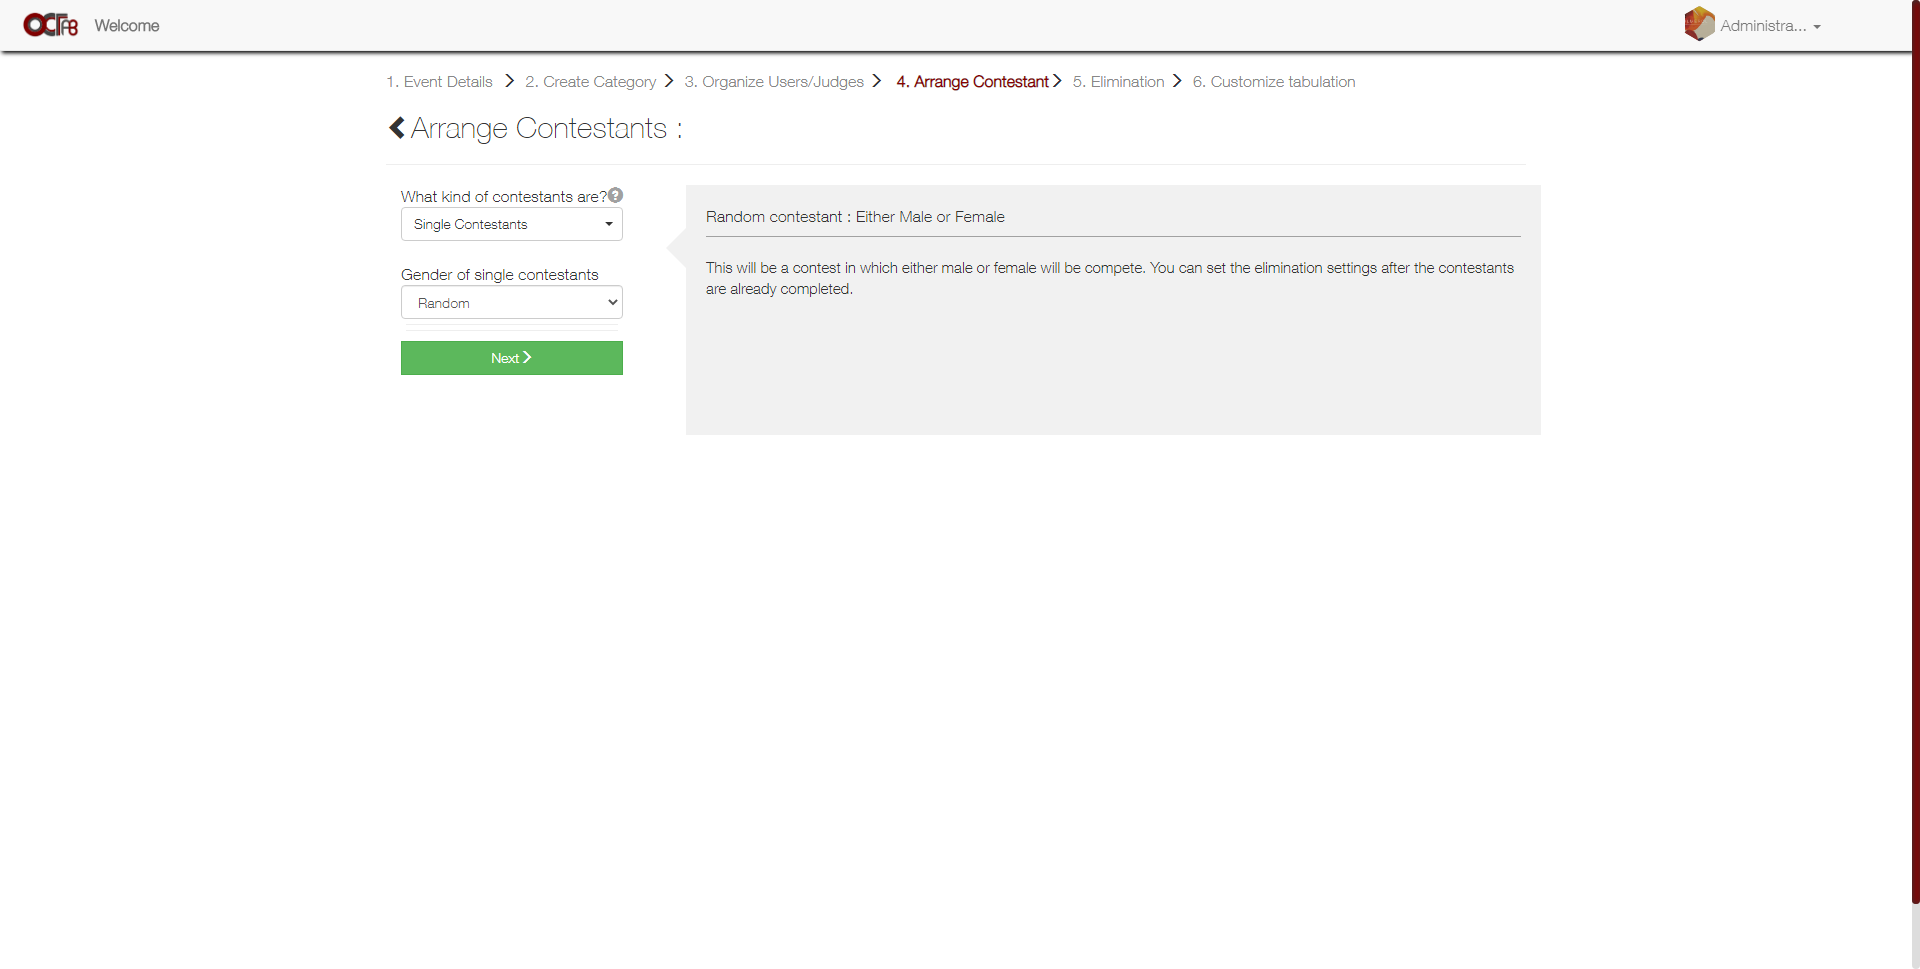 OCTAB Welcome Administra...
1. Event Details 2. Create Category 3. Organize Users/Judges 4. Arrange Contestant 5. Elimination 6. Customize tabulation
Arrange Contestants :
What kind of contestants are?
Single Contestants
Gender of single contestants
Random
Next
Random contestant : Either Male or Female
This will be a contest in which either male or female will be compete. You can set the elimination settings after the contestants
are already completed.